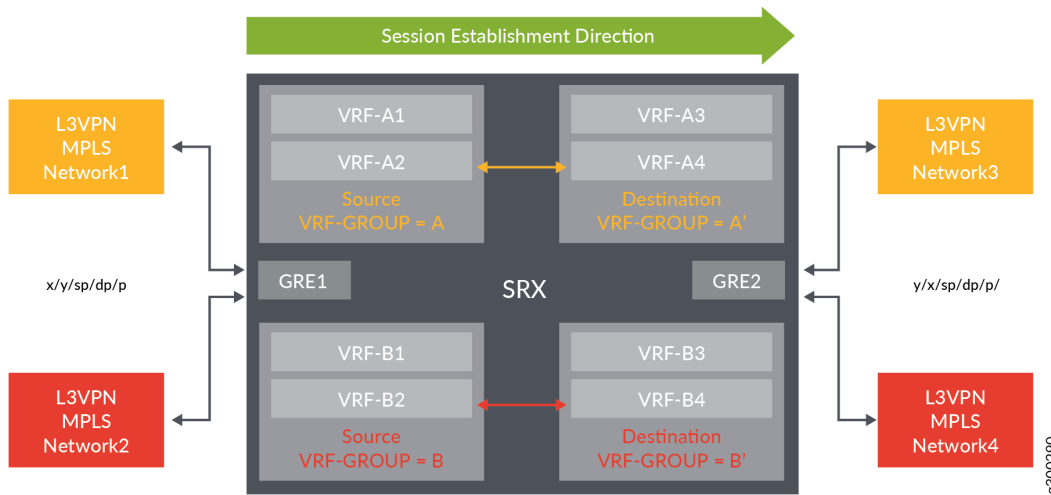 Session Establishment Direction
L3VPN
MPLS
Network1
VRF-A1
VRF-A2
Source
VRF-GROUP = A
VRF-A3
VRF-A4
Destination
VRF-GROUP = A’
L3VPN
MPLS
Network3
x/y/sp/dp/p
GRE1
SRX
GRE2
y/x/sp/dp/p/
L3VPN
MPLS
Network2
VRF-B1
VRF-B2
Source
VRF-GROUP = B
VRF-B3
VRF-B4
Destination
VRF-GROUP = B’
L3VPN
MPLS
Network4